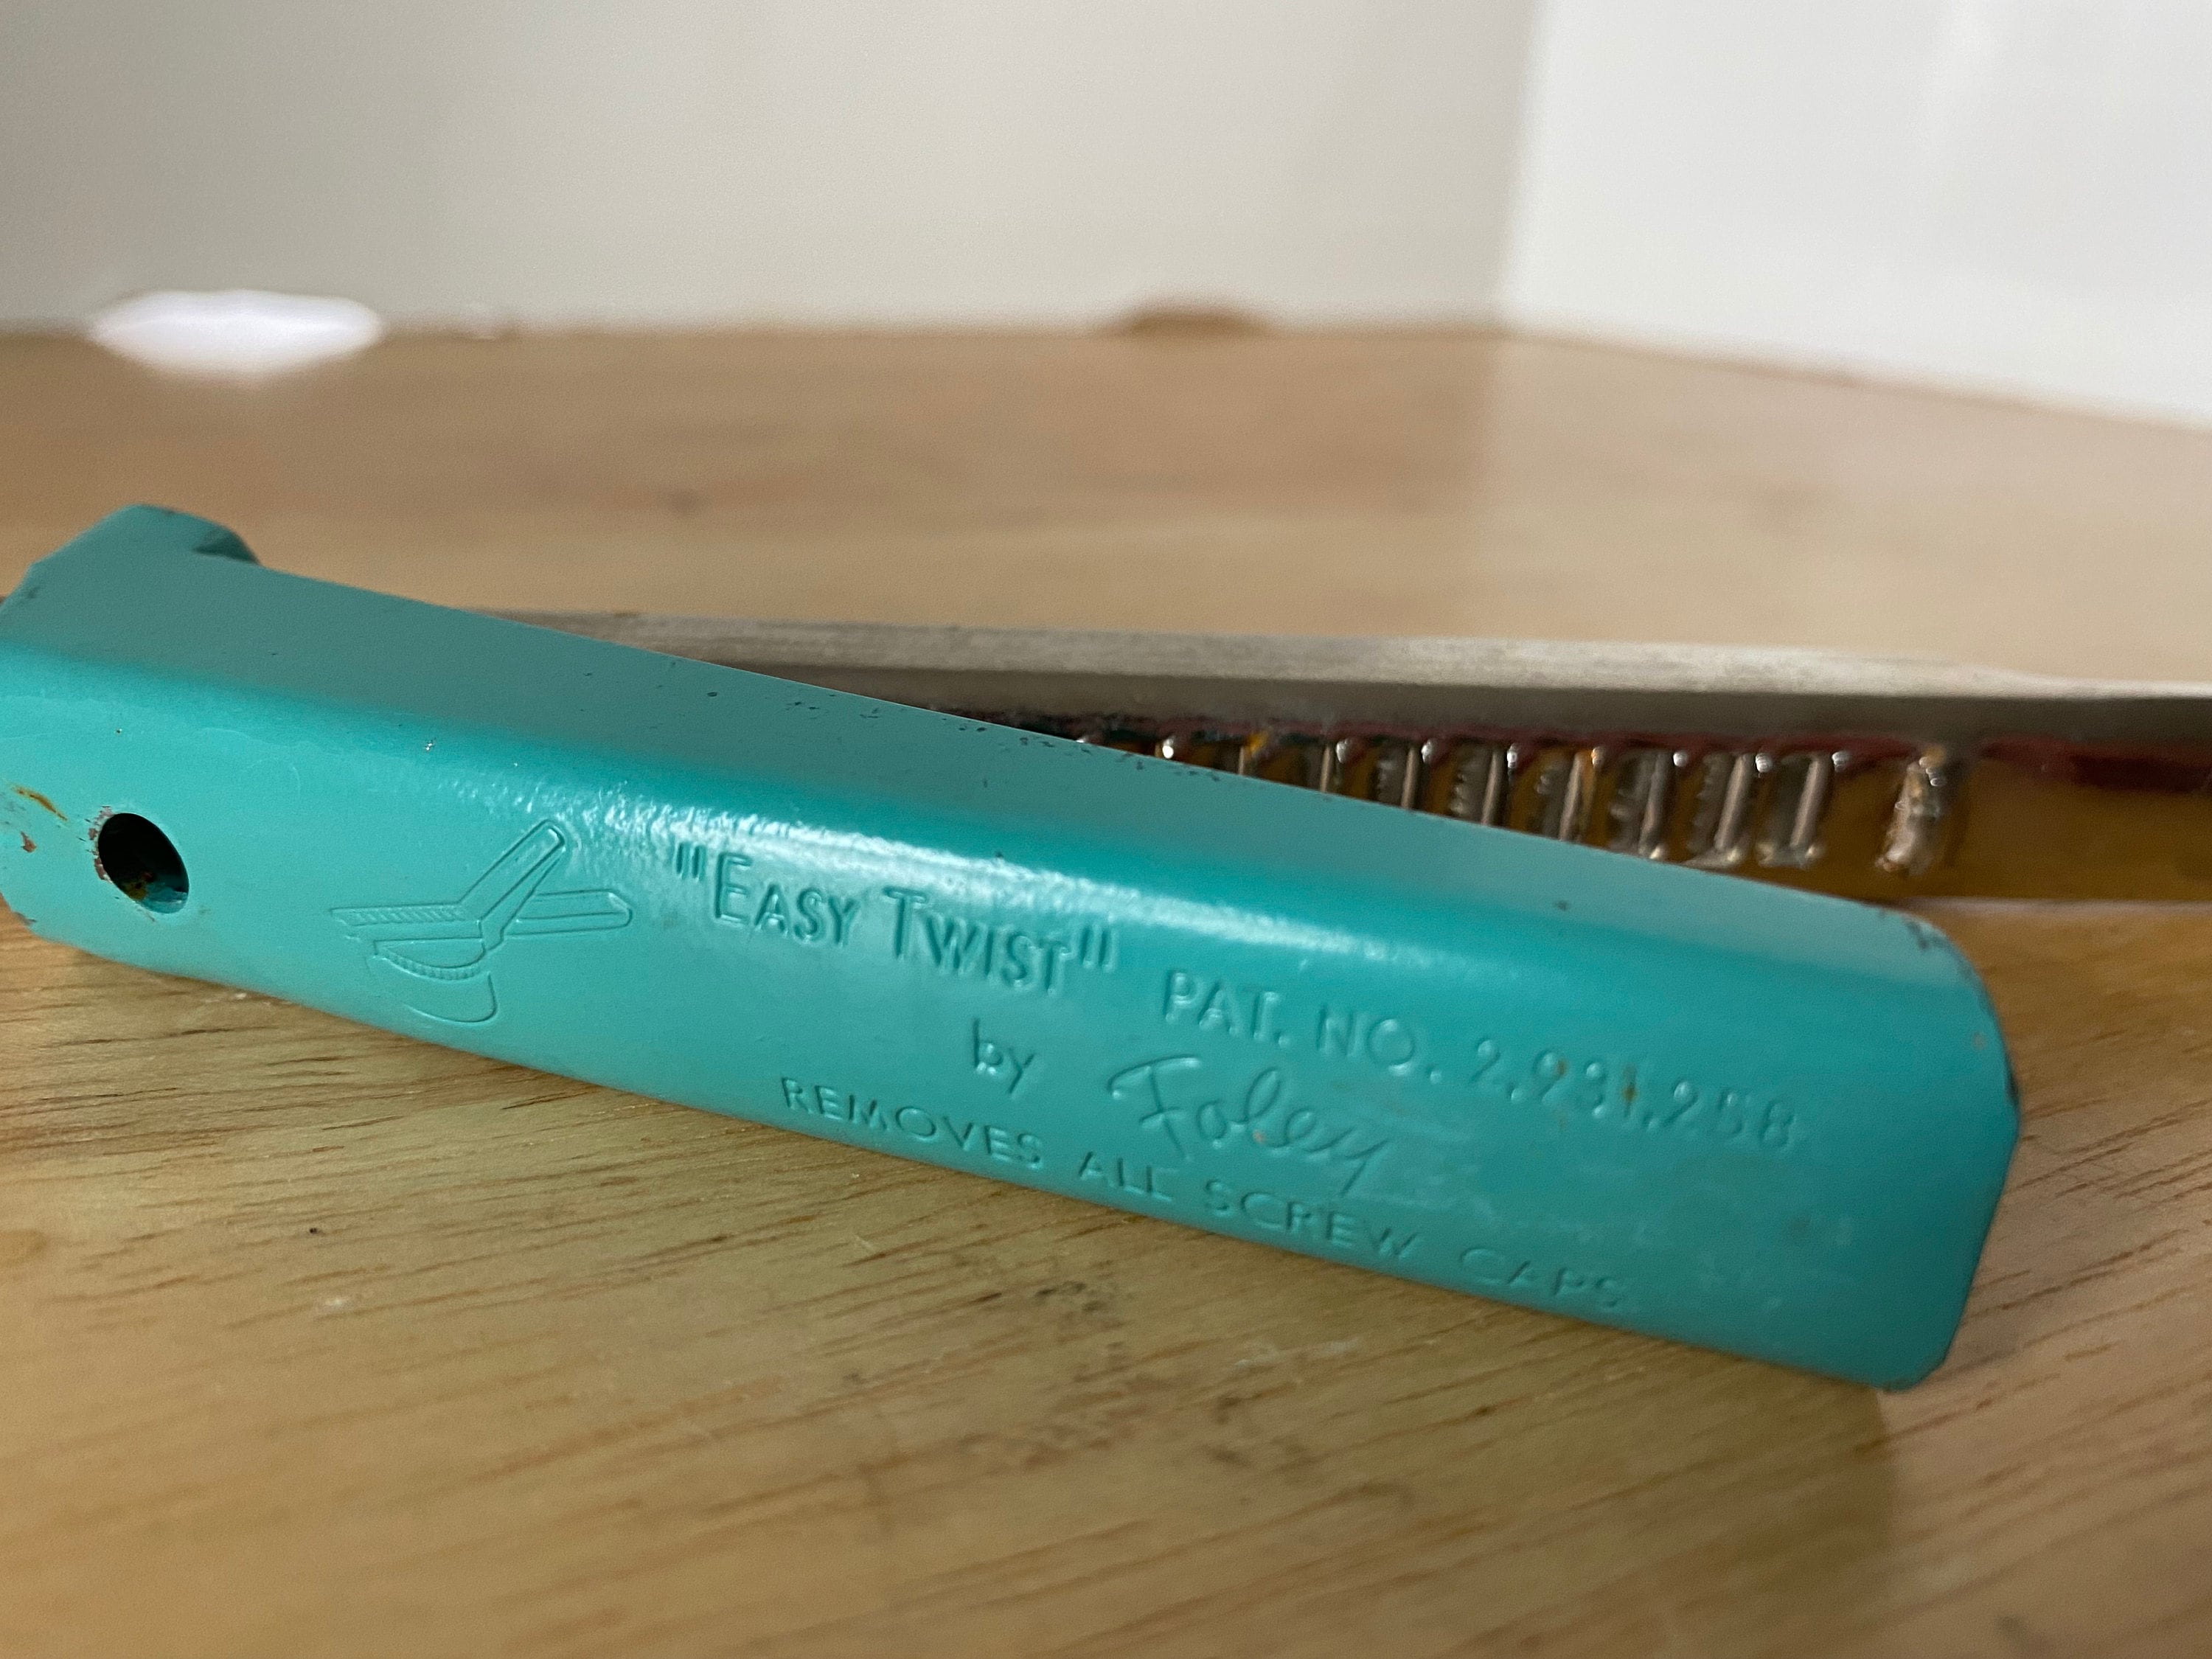 "EASY TWIST" PAT. NO. 2,931,258
by Foley
REMOVES ALL SCREW CAPS